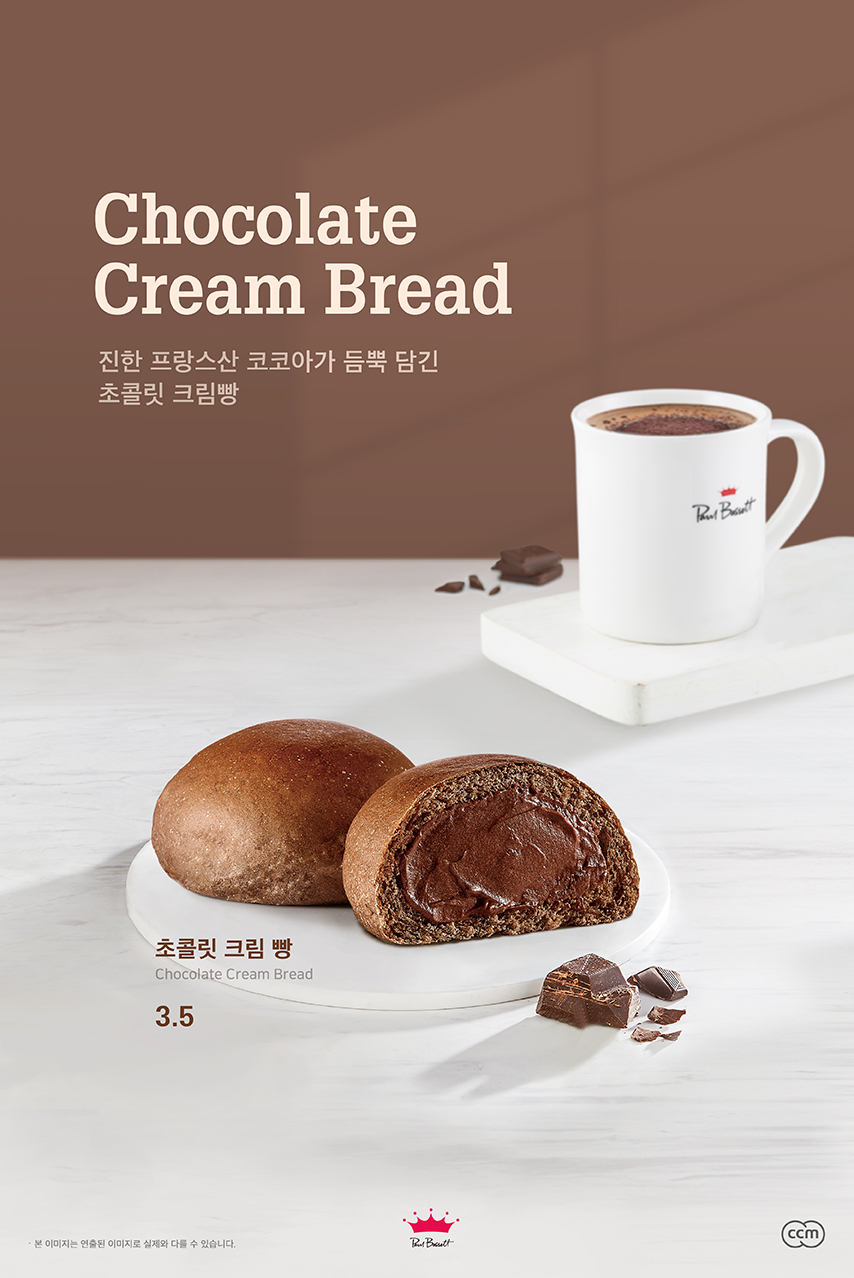 Chocolate
Cream Bread
진한 프랑스산 코코아가 듬뿍 담긴
초콜릿 크림빵
Paul Bassett
초콜릿 크림 빵
Chocolate Cream Bread
3.5
· 본 이미지는 연출된 이미지로 실제와 다를 수 있습니다.
Paul Bassett
ccm